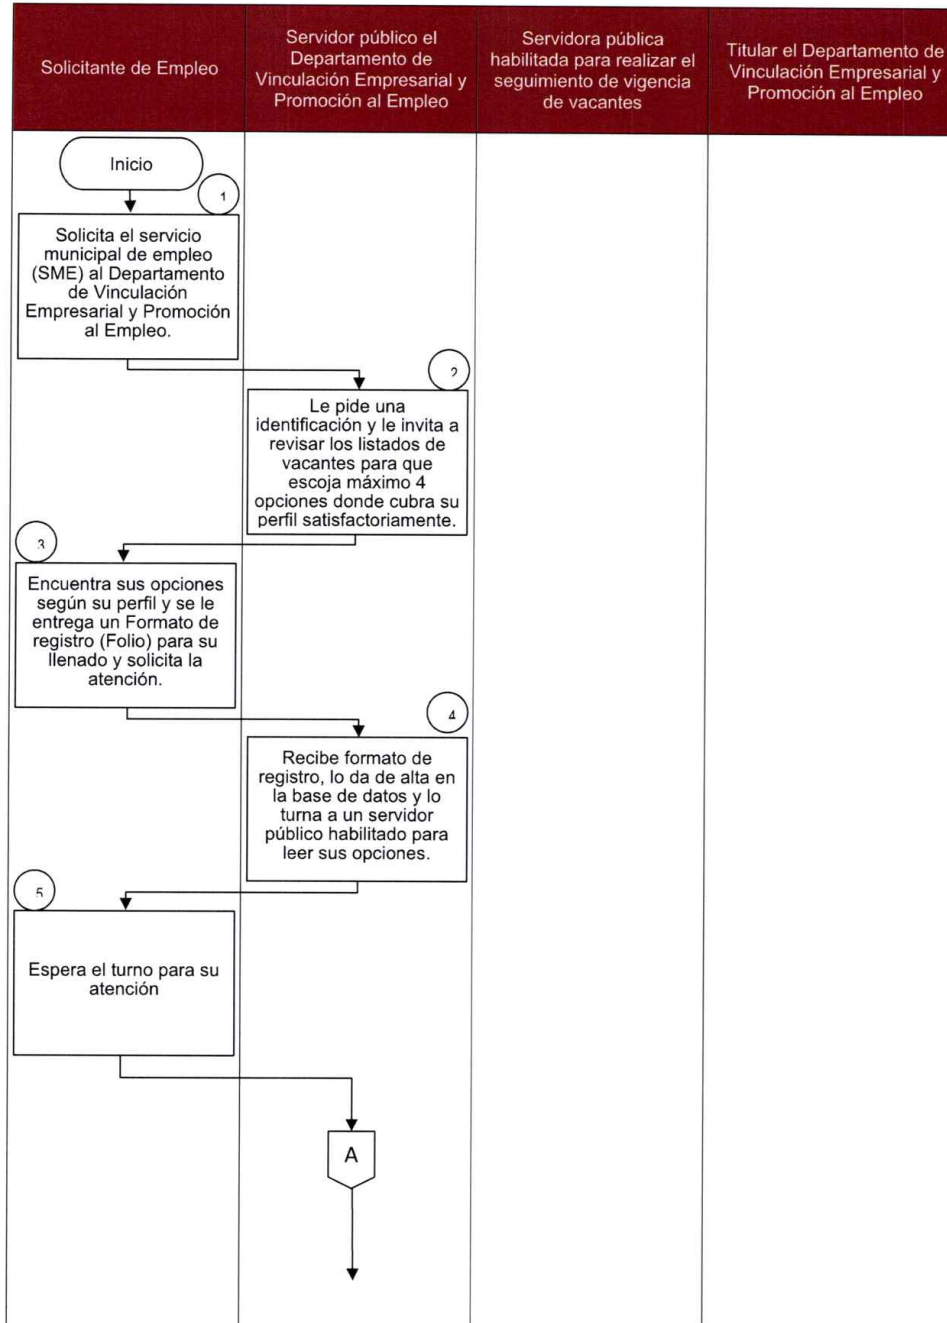 Solicitante de Empleo
Servidor público el
Departamento de
Vinculación Empresarial y
Promoción al Empleo
Servidora pública
habilitada para realizar el
seguimiento de vigencia
de vacantes
Titular el Departamento de
Vinculación Empresarial y
Promoción al Empleo
Inicio
1
Solicita el servicio
municipal de empleo
(SME) al Departamento
de Vinculación
Empresarial y Promoción
al Empleo.
2
Le pide una
identificación y le invita a
revisar los listados de
vacantes para que
escoja máximo 4
opciones donde cubra su
perfil satisfactoriamente.
3
Encuentra sus opciones
según su perfil y se le
entrega un Formato de
registro (Folio) para su
llenado y solicita la
atención.
4
Recibe formato de
registro, lo da de alta en
la base de datos y lo
turna a un servidor
público habilitado para
leer sus opciones.
5
Espera el turno para su
atención
A